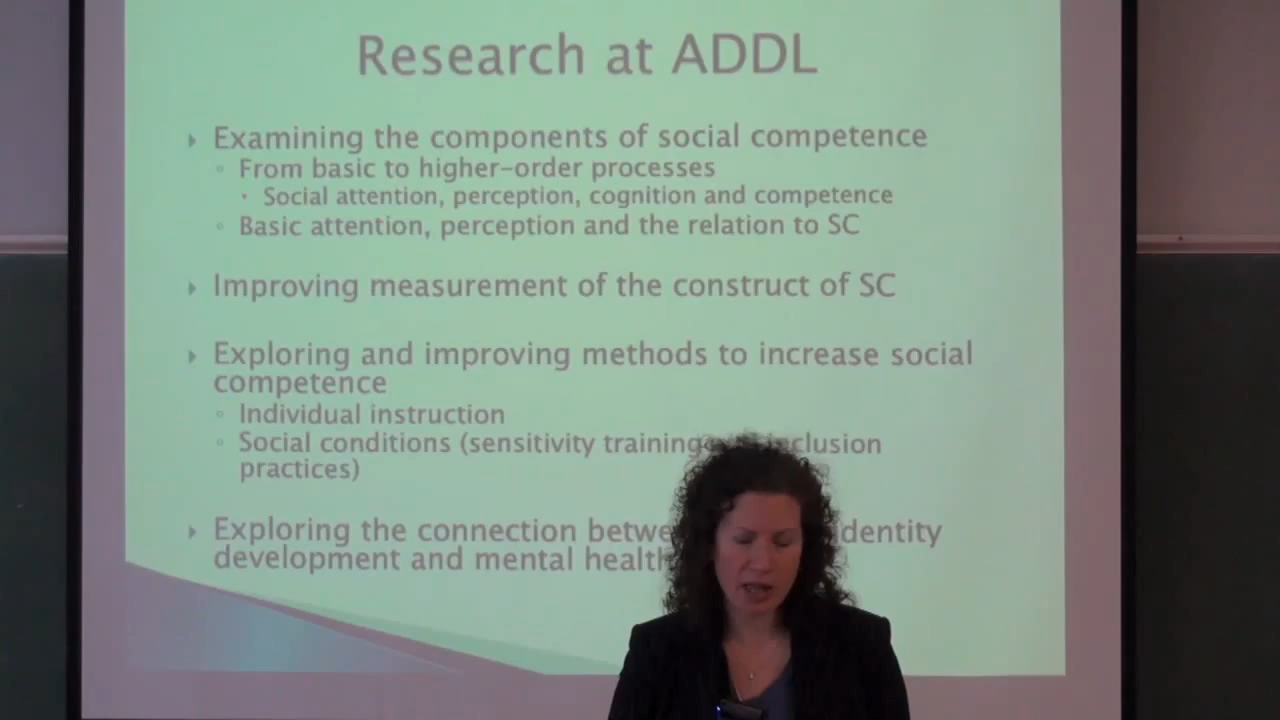 Research at ADDL
Examining the components of social competence
From basic to higher-order processes
Social attention, perception, cognition and competence
Basic attention, perception and the relation to SC
Improving measurement of the construct of SC
Exploring and improving methods to increase social
competence
Individual instruction
Social conditions (sensitivity training inclusion
practices)
Exploring the connection identity
development and mental health